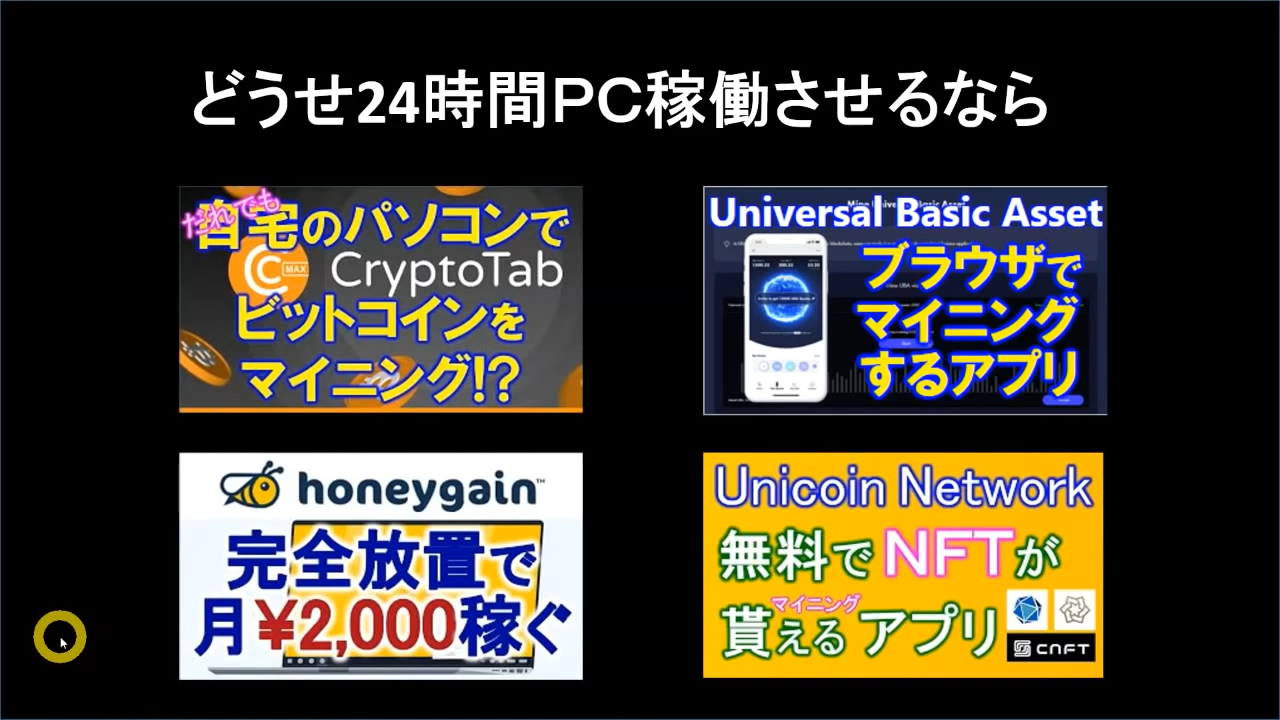 どうせ24時間PC稼働させるなら
だれでも
自宅のパソコンで
MAX
CryptoTab
ビットコインを
マイニング!?
Universal Basic Asset
ブラウザで
マイニング
するアプリ
honeygain™
完全放置で
月¥2,000稼ぐ
Unicoin Network
無料でNFTが
マイニング
貰えるアプリ
CNFT